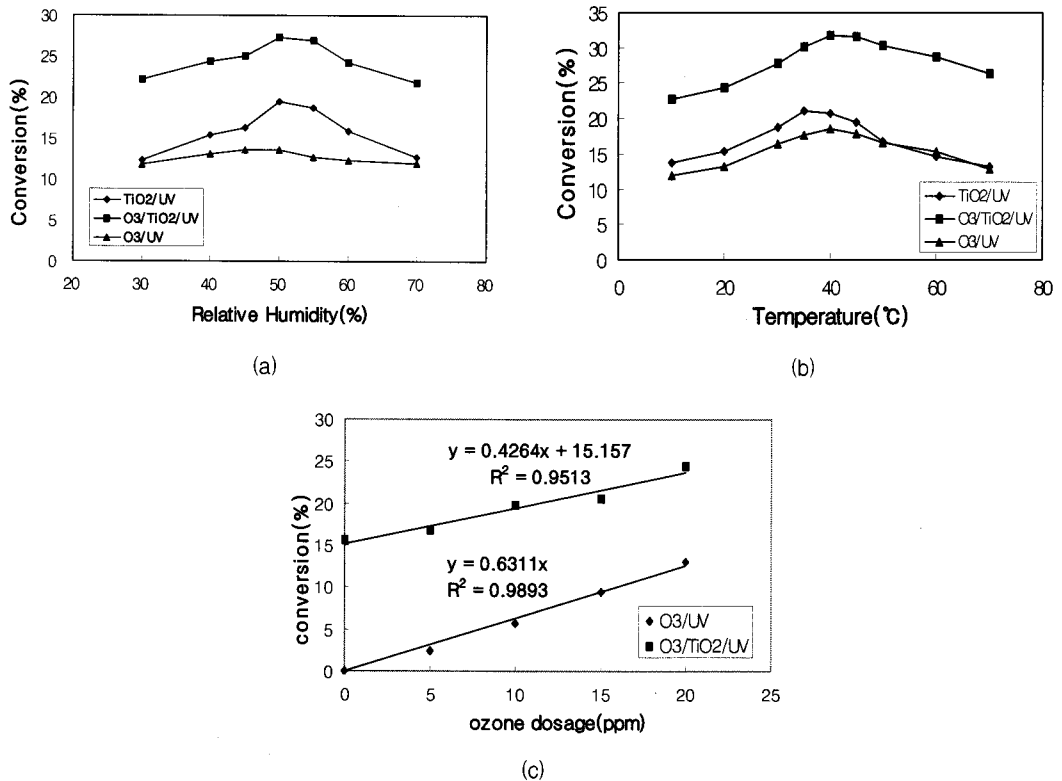 30
25
20
15
10
5
0
Conversion(%)
TiO2/UV
O3/TiO2/UV
O3/UV
20 30 40 50 60 70 80
Relative Humidity(%)
(a)
35
30
25
20
15
10
5
0
Conversion(%)
TiO2/UV
O3/TiO2/UV
O3/UV
0 20 40 60 80
Temperature(℃)
(b)
30
25
20
15
10
5
0
conversion(%)
y = 0.4264x + 15.157
R² = 0.9513
y = 0.6311x
R² = 0.9893
O3/UV
O3/TiO2/UV
0 5 10 15 20 25
ozone dosage(ppm)
(c)